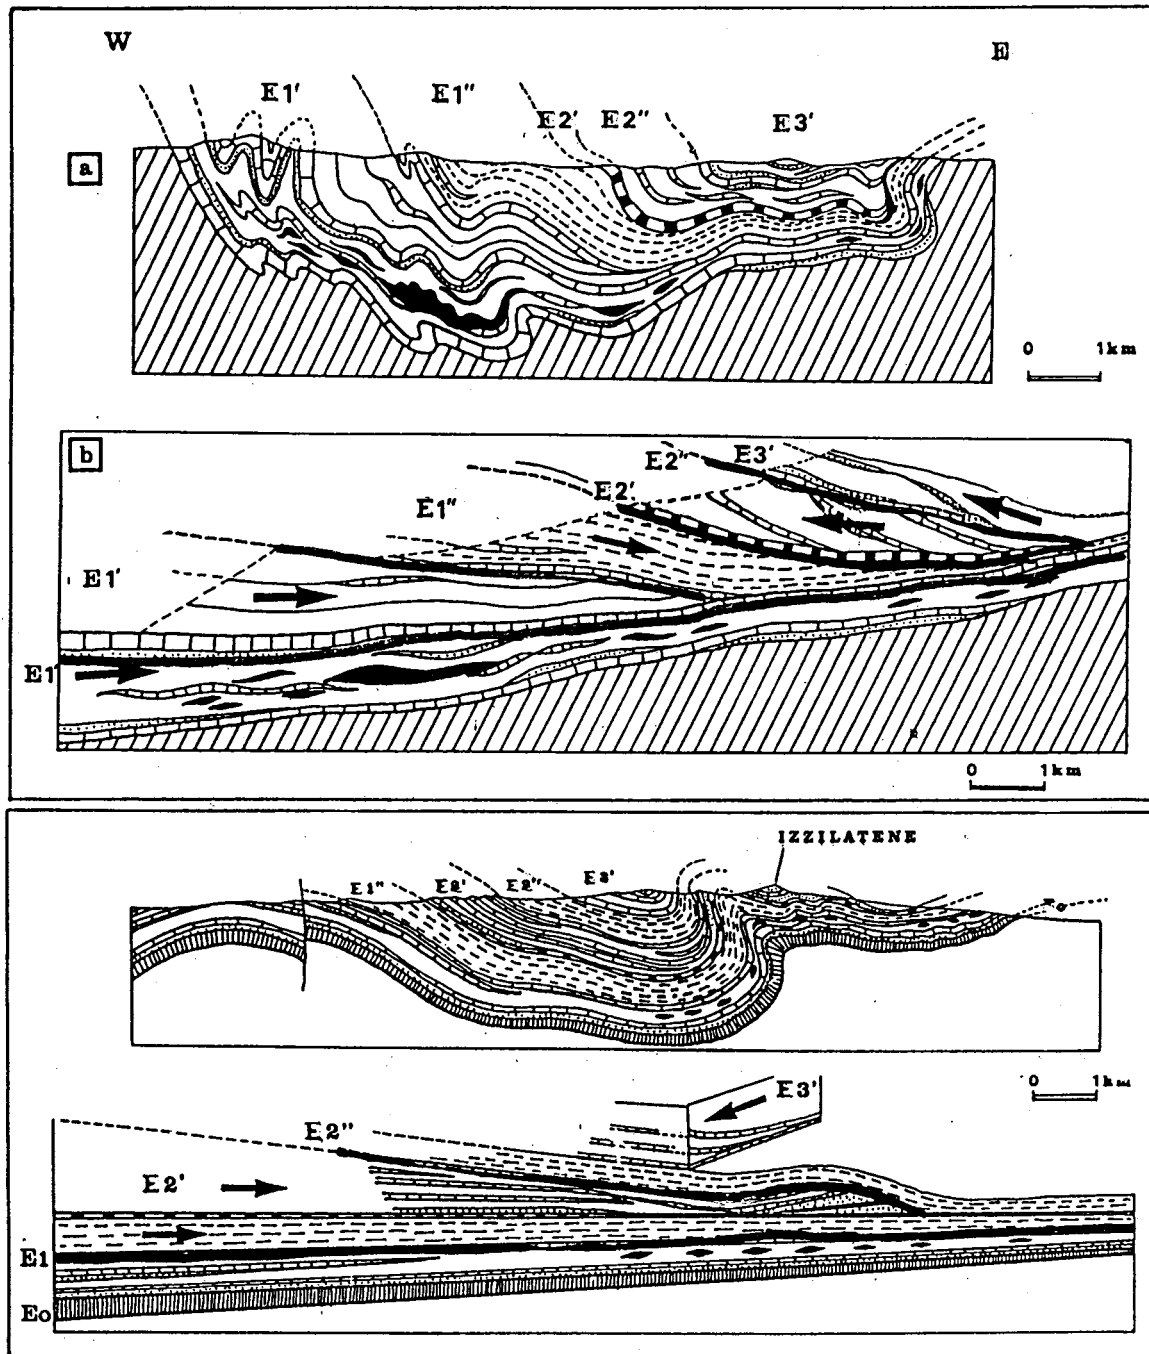 W E
E1' E1" E2' E2" E3'
a
0 1km
b
E2" E3'
E2'
E1"
E1'
E1
0 1km
IZZILATENE
E1" E2' E2" E3'
0 1km
E3'
E2"
E2'
E1
Eo